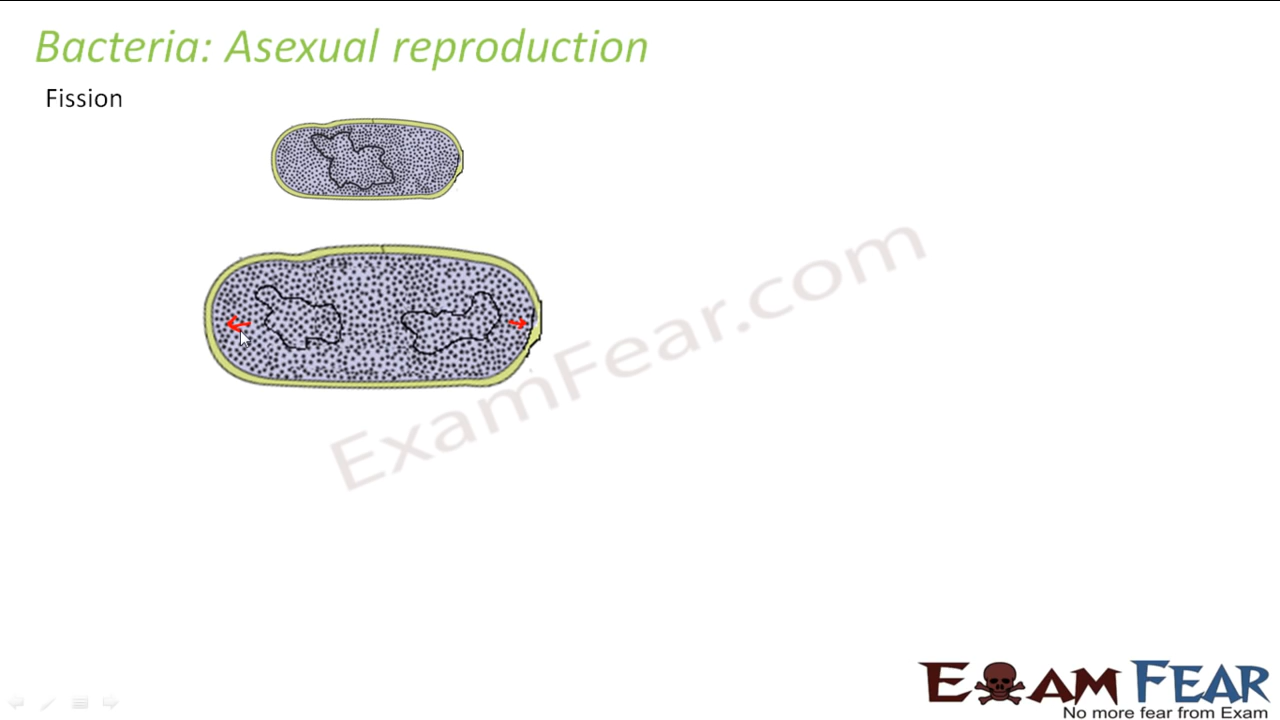 Bacteria: Asexual reproduction
Fission
ExamFear.com
EXAM FEAR
No more fear from Exam